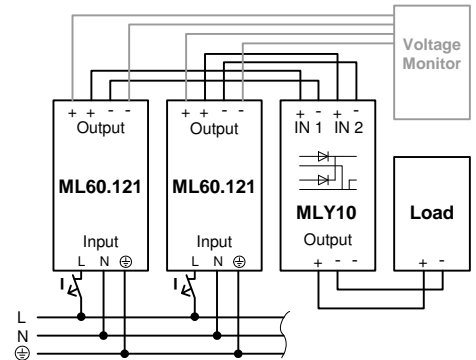 Voltage
Monitor
+ + - -
+ + - -
+ - + -
Output
Output
IN 1 IN 2
ML60.121
ML60.121
MLY10
Load
Input
Input
Output
L N ⏚
L N ⏚
+ - -
+ -
I
I
L
N
⏚